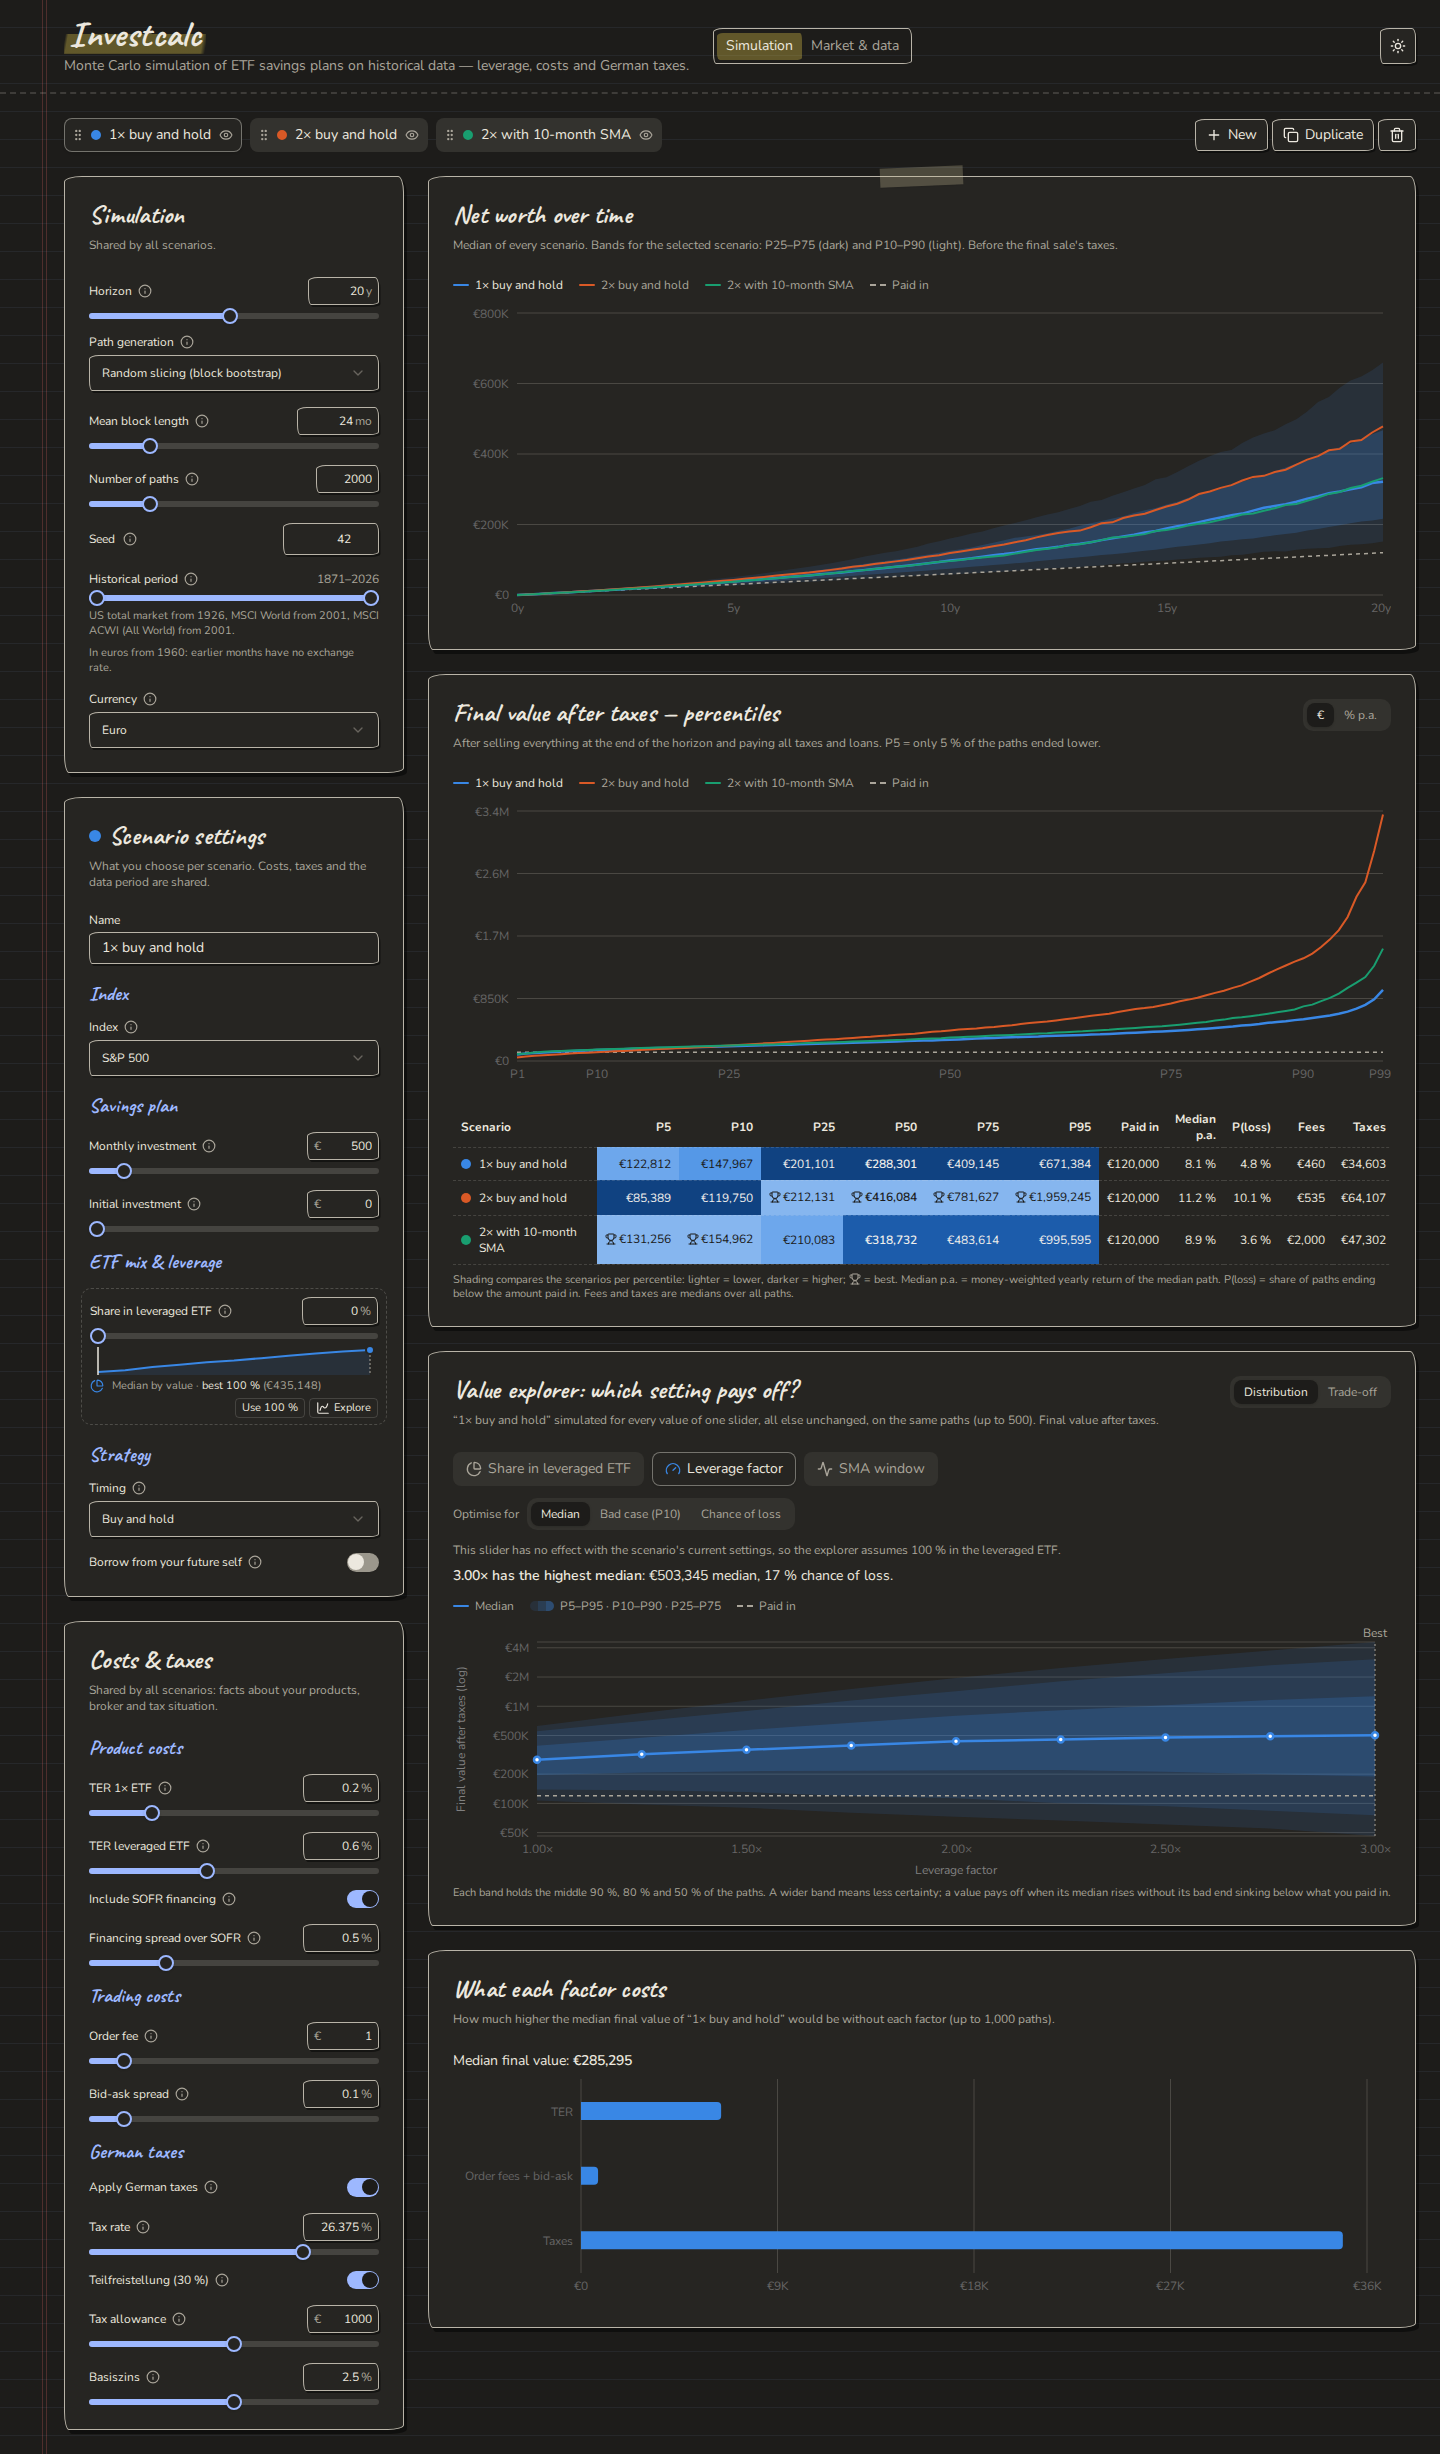 Investcalc
Monte Carlo simulation of ETF savings plans on historical data — leverage, costs and German taxes.
Simulation
Market & data
1× buy and hold
2× buy and hold
2× with 10-month SMA
New
Duplicate
Simulation
Shared by all scenarios.
Horizon
20 y
Path generation
Random slicing (block bootstrap)
Mean block length
24 mo
Number of paths
2000
Seed
42
Historical period
1871–2026
US total market from 1926, MSCI World from 2001, MSCI
ACWI (All World) from 2001.
In euros from 1960: earlier months have no exchange
rate.
Currency
Euro
Scenario settings
What you choose per scenario. Costs, taxes and the
data period are shared.
Name
1× buy and hold
Index
Index
S&P 500
Savings plan
Monthly investment
€ 500
Initial investment
€ 0
ETF mix & leverage
Share in leveraged ETF
0 %
Median by value · best 100 % (€435,148)
Use 100 %
Explore
Strategy
Timing
Buy and hold
Borrow from your future self
Costs & taxes
Shared by all scenarios: facts about your products,
broker and tax situation.
Product costs
TER 1× ETF
0.2 %
TER leveraged ETF
0.6 %
Include SOFR financing
Financing spread over SOFR
0.5 %
Trading costs
Order fee
€ 1
Bid-ask spread
0.1 %
German taxes
Apply German taxes
Tax rate
26.375 %
Teilfreistellung (30 %)
Tax allowance
€ 1000
Basiszins
2.5 %
Net worth over time
Median of every scenario. Bands for the selected scenario: P25–P75 (dark) and P10–P90 (light). Before the final sale's taxes.
1× buy and hold
2× buy and hold
2× with 10-month SMA
Paid in
€800K
€600K
€400K
€200K
€0
0y 5y 10y 15y 20y
Final value after taxes — percentiles
€
% p.a.
After selling everything at the end of the horizon and paying all taxes and loans. P5 = only 5 % of the paths ended lower.
1× buy and hold
2× buy and hold
2× with 10-month SMA
Paid in
€3.4M
€2.6M
€1.7M
€850K
€0
P1 P10 P25 P50 P75 P90 P99
Scenario P5 P10 P25 P50 P75 P95 Paid in Median p.a. P(loss) Fees Taxes
1× buy and hold €122,812 €147,967 €201,101 €288,301 €409,145 €671,384 €120,000 8.1 % 4.8 % €460 €34,603
2× buy and hold €85,389 €119,750 €212,131 €416,084 €781,627 €1,959,245 €120,000 11.2 % 10.1 % €535 €64,107
2× with 10-month SMA €131,256 €154,962 €210,083 €318,732 €483,614 €995,595 €120,000 8.9 % 3.6 % €2,000 €47,302
Shading compares the scenarios per percentile: lighter = lower, darker = higher; = best. Median p.a. = money-weighted yearly return of the median path. P(loss) = share of paths ending
below the amount paid in. Fees and taxes are medians over all paths.
Value explorer: which setting pays off?
Distribution
Trade-off
“1× buy and hold” simulated for every value of one slider, all else unchanged, on the same paths (up to 500). Final value after taxes.
Share in leveraged ETF
Leverage factor
SMA window
Optimise for
Median
Bad case (P10)
Chance of loss
This slider has no effect with the scenario's current settings, so the explorer assumes 100 % in the leveraged ETF.
3.00× has the highest median: €503,345 median, 17 % chance of loss.
Median
P5–P95 · P10–P90 · P25–P75
Paid in
Best
Final value after taxes (log)
€4M
€2M
€1M
€500K
€200K
€100K
€50K
1.00× 1.50× 2.00× 2.50× 3.00×
Leverage factor
Each band holds the middle 90 %, 80 % and 50 % of the paths. A wider band means less certainty; a value pays off when its median rises without its bad end sinking below what you paid in.
What each factor costs
How much higher the median final value of “1× buy and hold” would be without each factor (up to 1,000 paths).
Median final value: €285,295
TER
Order fees + bid-ask
Taxes
€0 €9K €18K €27K €36K